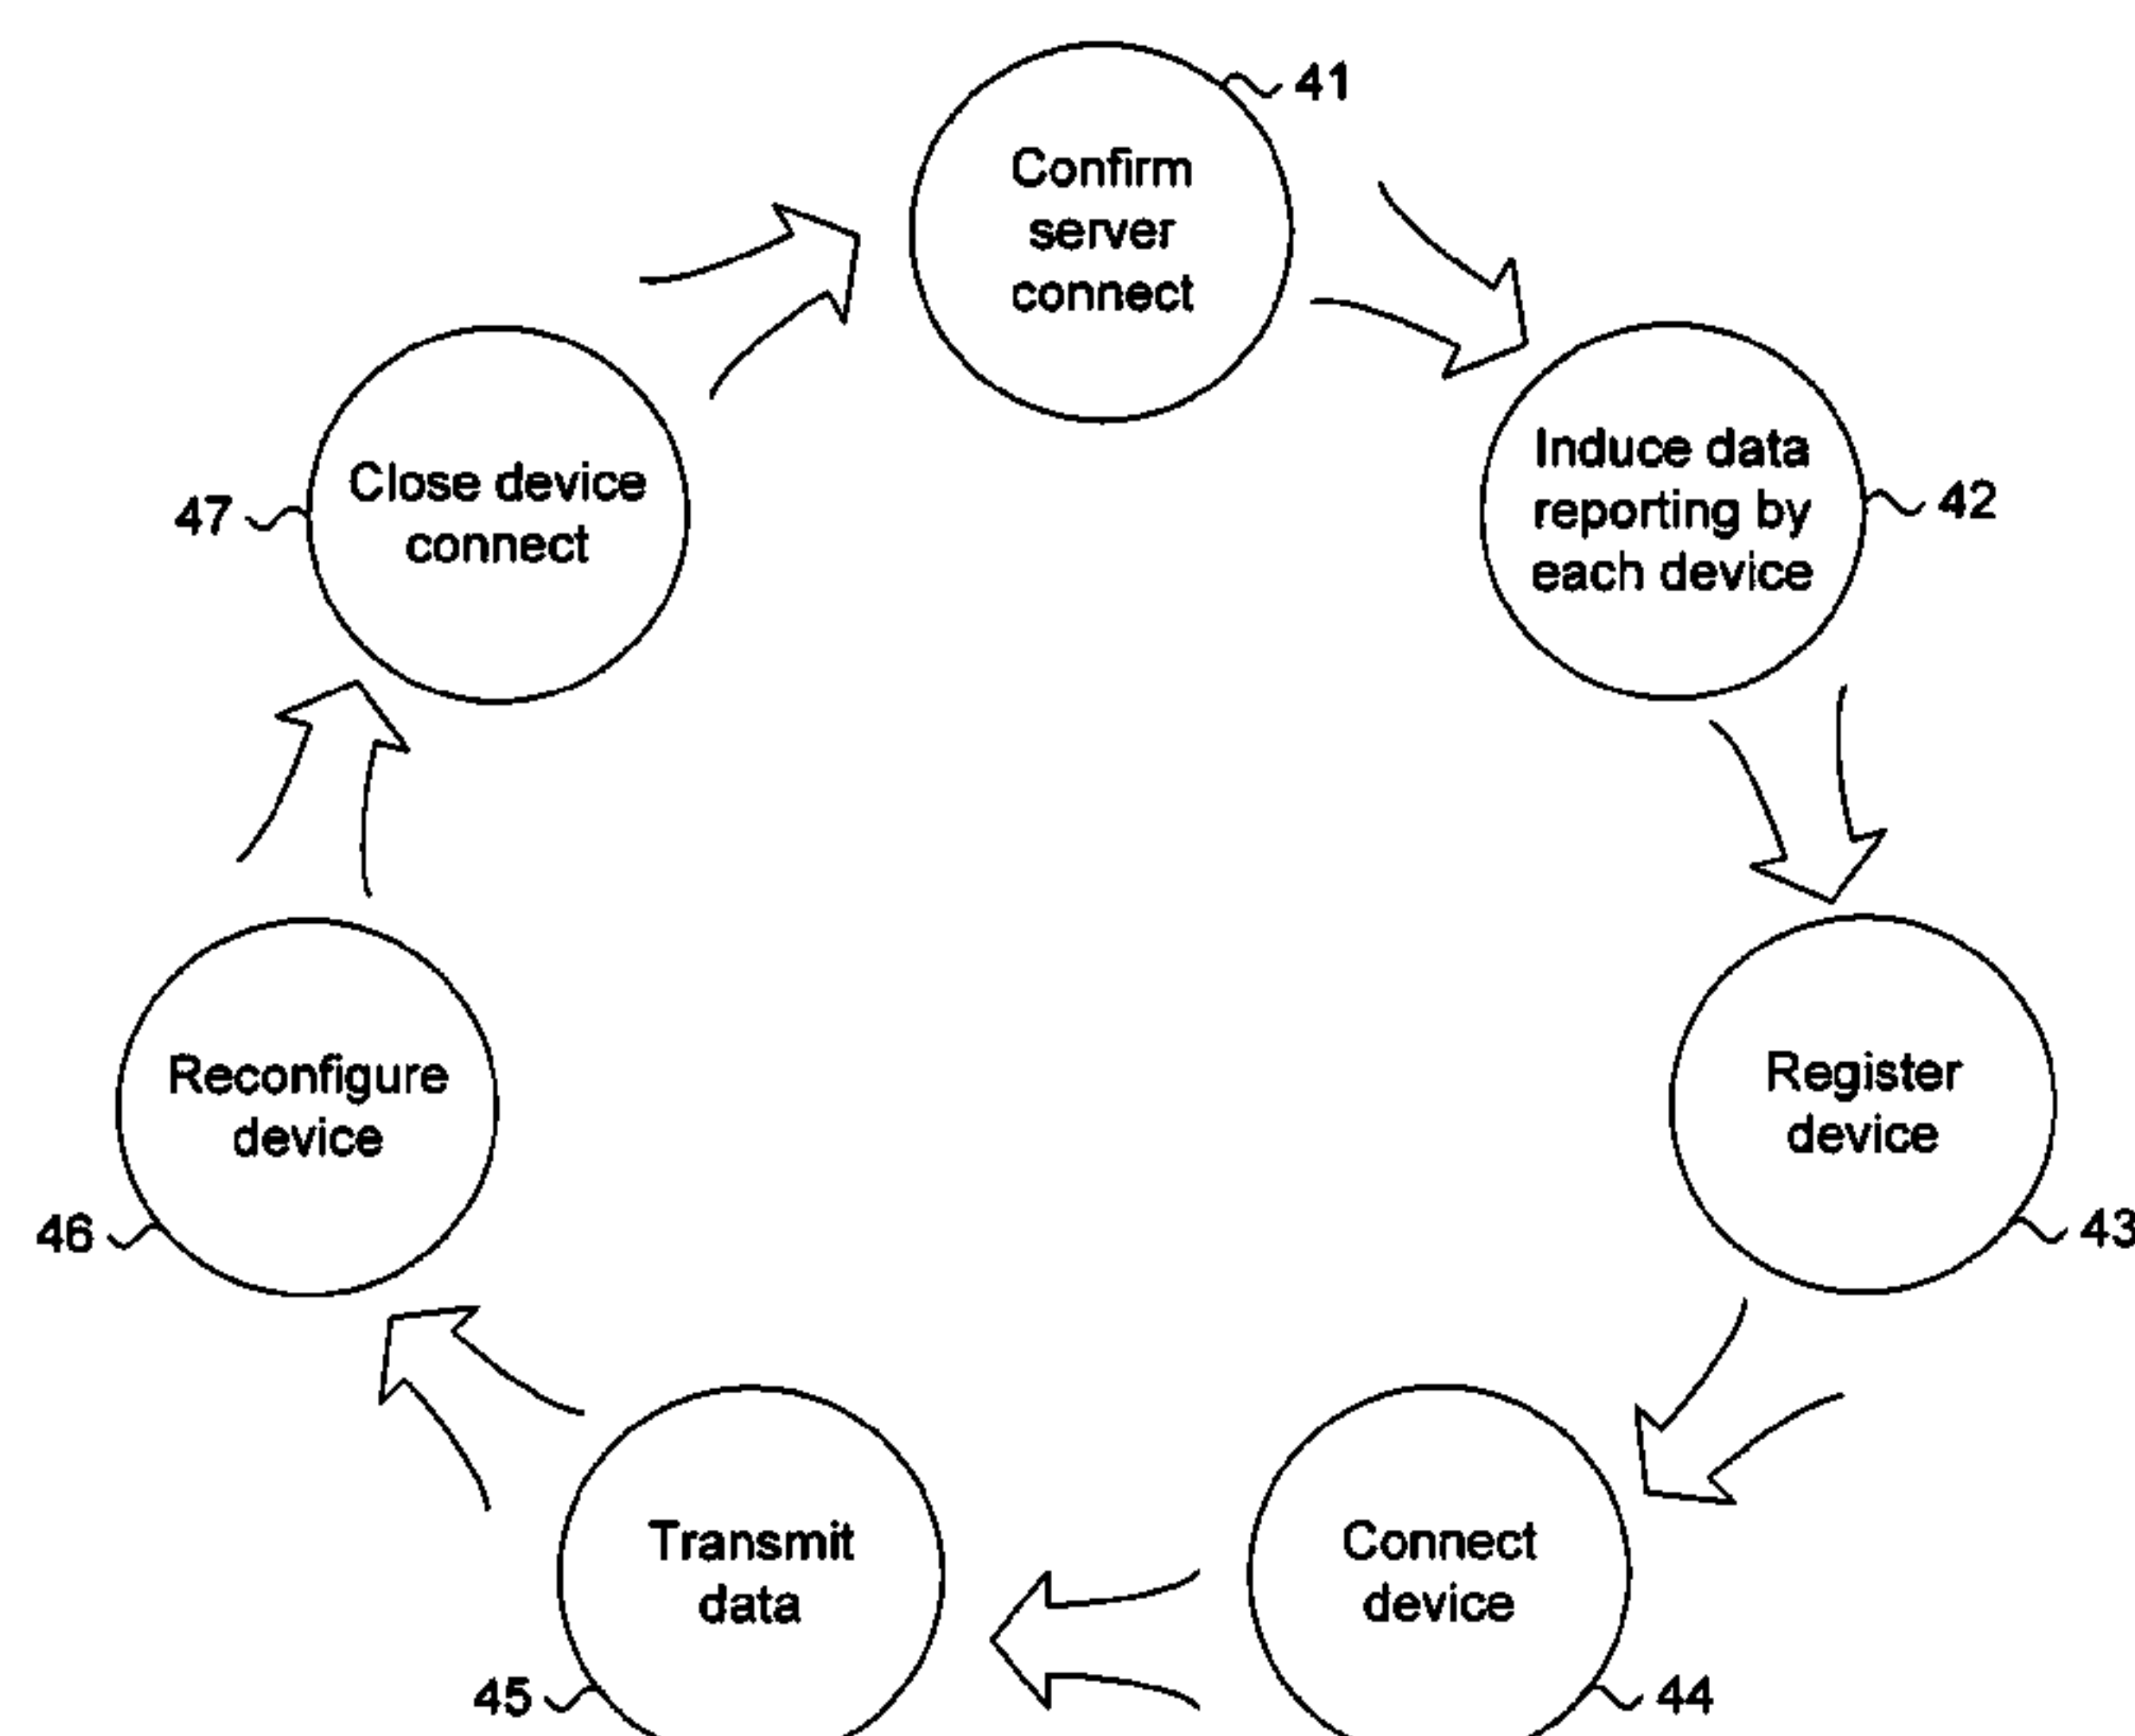 41
Confirm
server
connect
Induce data
reporting by
each device
42
Register
device
43
Connect
device
44
Transmit
data
45
Reconfigure
device
46
Close device
connect
47